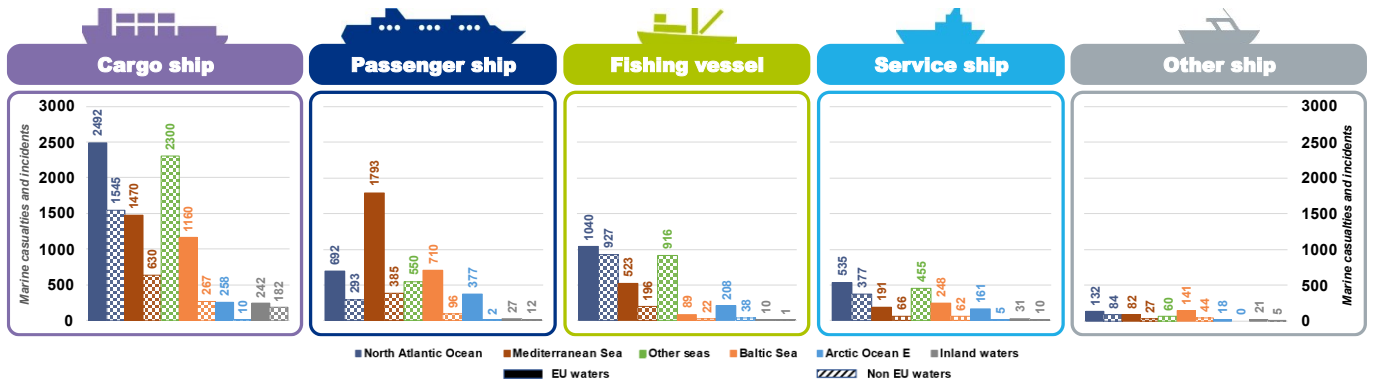 Cargo ship Passenger ship Fishing vessel Service ship Other ship
Marine casualties and incidents
3000
2500
2000
1500
1000
500
0
2492 1545 1470 630 2300 1160 267 258 10 242 182
692 293 1793 385 550 710 96 377 2 27 12
1040 927 523 196 916 89 22 208 38 10 1
535 377 191 66 455 248 62 161 5 31 10
132 84 82 27 60 141 44 18 0 21 5
3000
2500
2000
1500
1000
500
0
Marine casualties and incidents
North Atlantic Ocean Mediterranean Sea Other seas Baltic Sea Arctic Ocean E Inland waters
EU waters Non EU waters